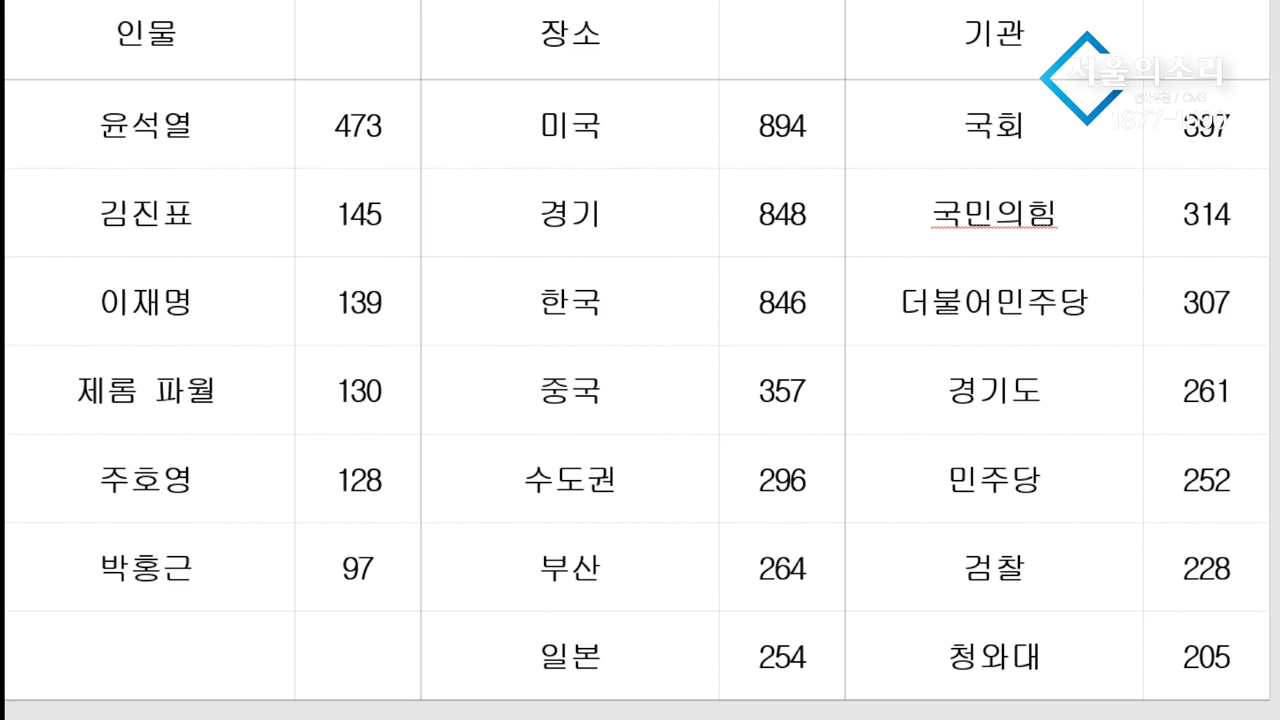 인물 장소 기관
서울의소리
윤석열 473 미국 894 국회 397
김진표 145 경기 848 국민의힘 314
이재명 139 한국 846 더불어민주당 307
제롬 파월 130 중국 357 경기도 261
주호영 128 수도권 296 민주당 252
박홍근 97 부산 264 검찰 228
일본 254 청와대 205